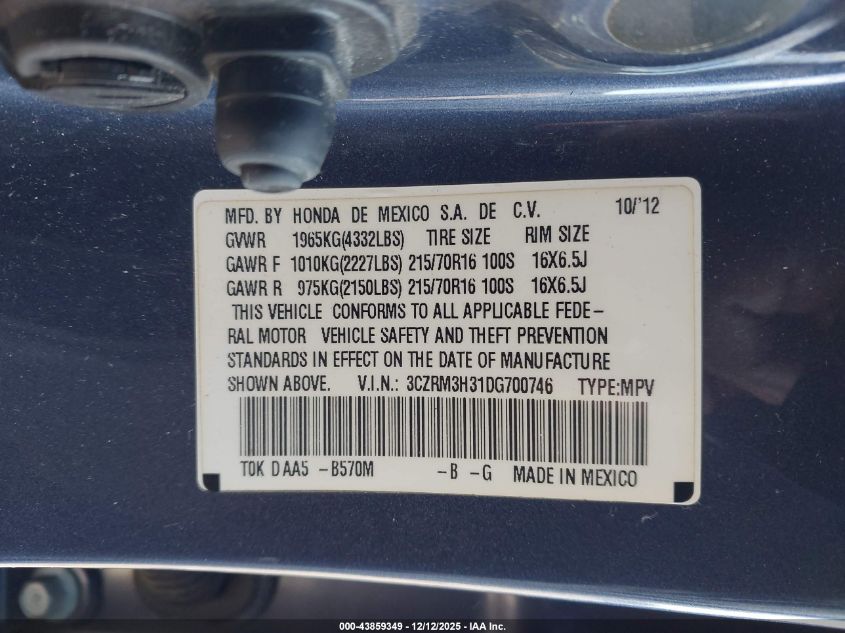 MFD. BY HONDA DE MEXICO S.A. DE C.V. 10/'12
GVWR 1965KG(4332LBS) TIRE SIZE RIM SIZE
GAWR F 1010KG(2227LBS) 215/70R16 100S 16X6.5J
GAWR R 975KG(2150LBS) 215/70R16 100S 16X6.5J
THIS VEHICLE CONFORMS TO ALL APPLICABLE FEDE-
RAL MOTOR VEHICLE SAFETY AND THEFT PREVENTION
STANDARDS IN EFFECT ON THE DATE OF MANUFACTURE
SHOWN ABOVE. V.I.N.: 3CZRM3H31DG700746 TYPE:MPV
T0K D AA5 -B570M -B -G MADE IN MEXICO
000-43859349 - 12/12/2025 - IAA Inc.